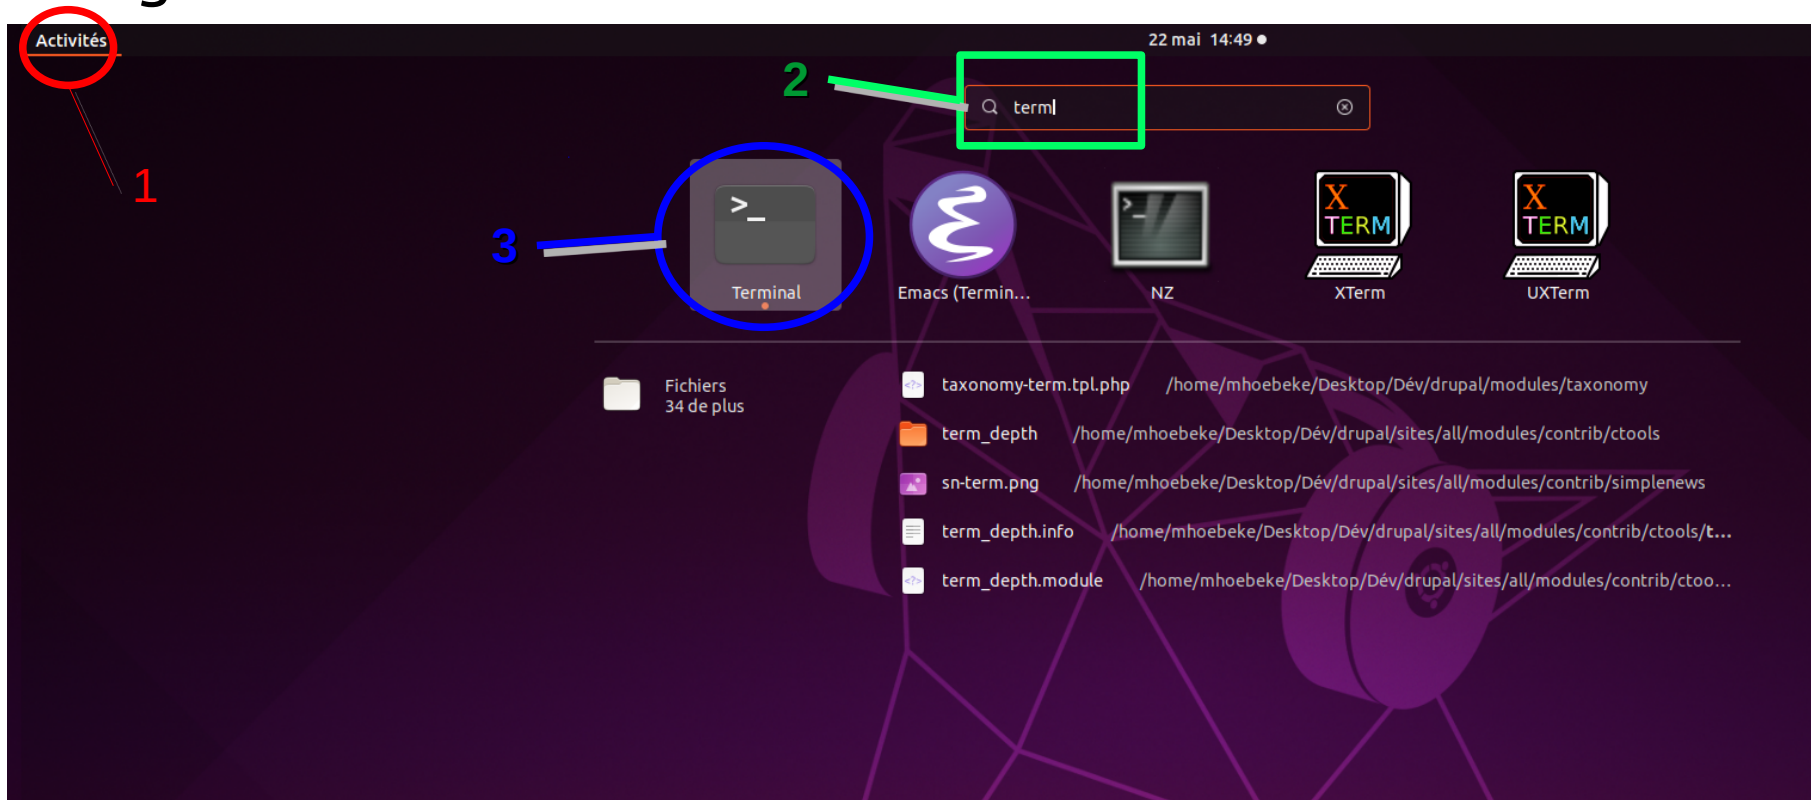 g
Activités
22 mai 14:49
2
term
1
>_
>_
X
TERM
X
TERM
3
Terminal
Emacs (Termin...
NZ
XTerm
UXTerm
Fichiers
34 de plus
<?> taxonomy-term.tpl.php /home/mhoebeke/Desktop/Dév/drupal/modules/taxonomy
term_depth /home/mhoebeke/Desktop/Dév/drupal/sites/all/modules/contrib/ctools
sn-term.png /home/mhoebeke/Desktop/Dév/drupal/sites/all/modules/contrib/simplenews
term_depth.info /home/mhoebeke/Desktop/Dév/drupal/sites/all/modules/contrib/ctools/t...
<?> term_depth.module /home/mhoebeke/Desktop/Dév/drupal/sites/all/modules/contrib/ctoo...